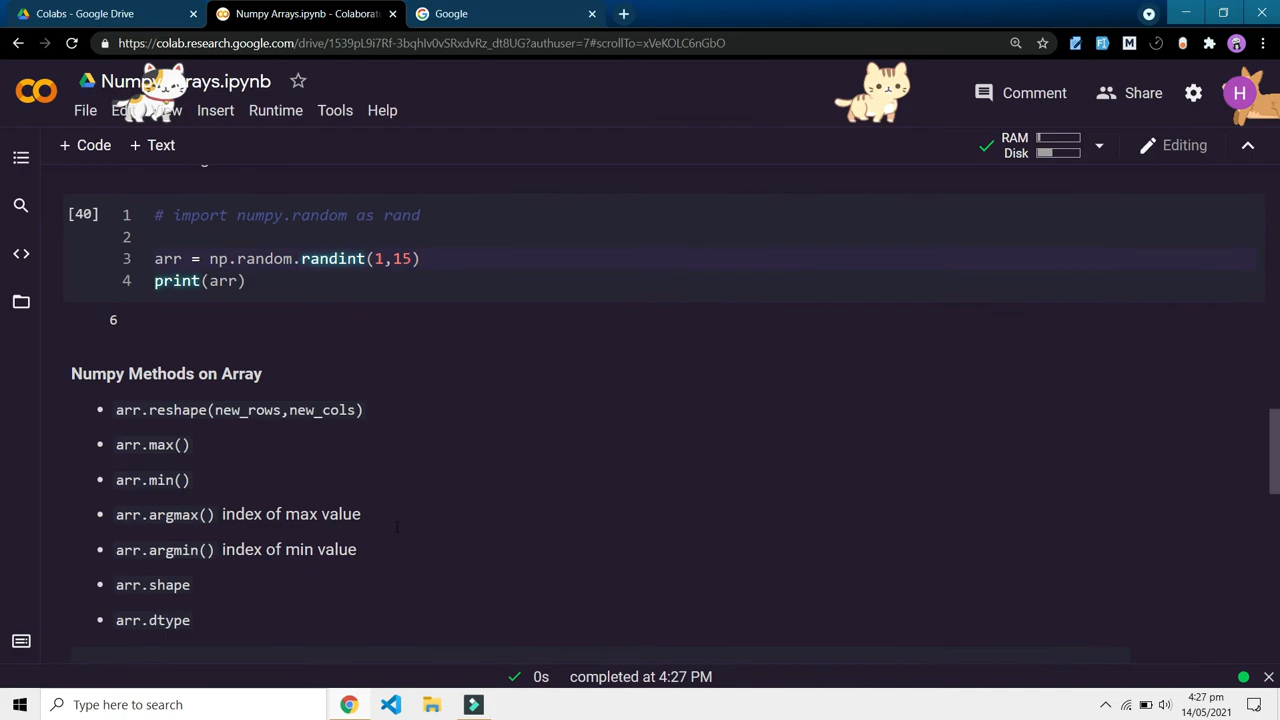 Colabs - Google Drive
Numpy Arrays.ipynb - Colaborat
Google
https://colab.research.google.com/drive/1539pL9i7Rf-3bqhIv0vSRxdvRz_dt8UG?authuser=7#scrollTo=xVeKOLC6nGbO
Numpy Arrays.ipynb
File Edit View Insert Runtime Tools Help
Comment
Share
H
+ Code + Text
RAM
Disk
Editing
[40]
1 # import numpy.random as rand
2
3 arr = np.random.randint(1,15)
4 print(arr)
6
Numpy Methods on Array
arr.reshape(new_rows,new_cols)
arr.max()
arr.min()
arr.argmax() index of max value
arr.argmin() index of min value
arr.shape
arr.dtype
0s completed at 4:27 PM
Type here to search
4:27 pm
14/05/2021